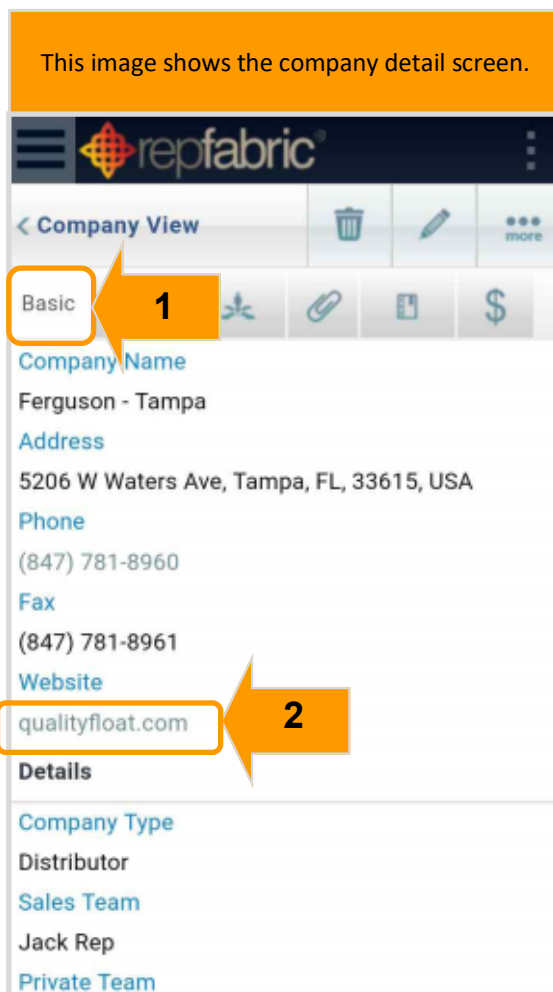 This image shows the company detail screen.
repfabric®
< Company View
more
Basic
1
$
Company Name
Ferguson - Tampa
Address
5206 W Waters Ave, Tampa, FL, 33615, USA
Phone
(847) 781-8960
Fax
(847) 781-8961
Website
qualityfloat.com
2
Details
Company Type
Distributor
Sales Team
Jack Rep
Private Team